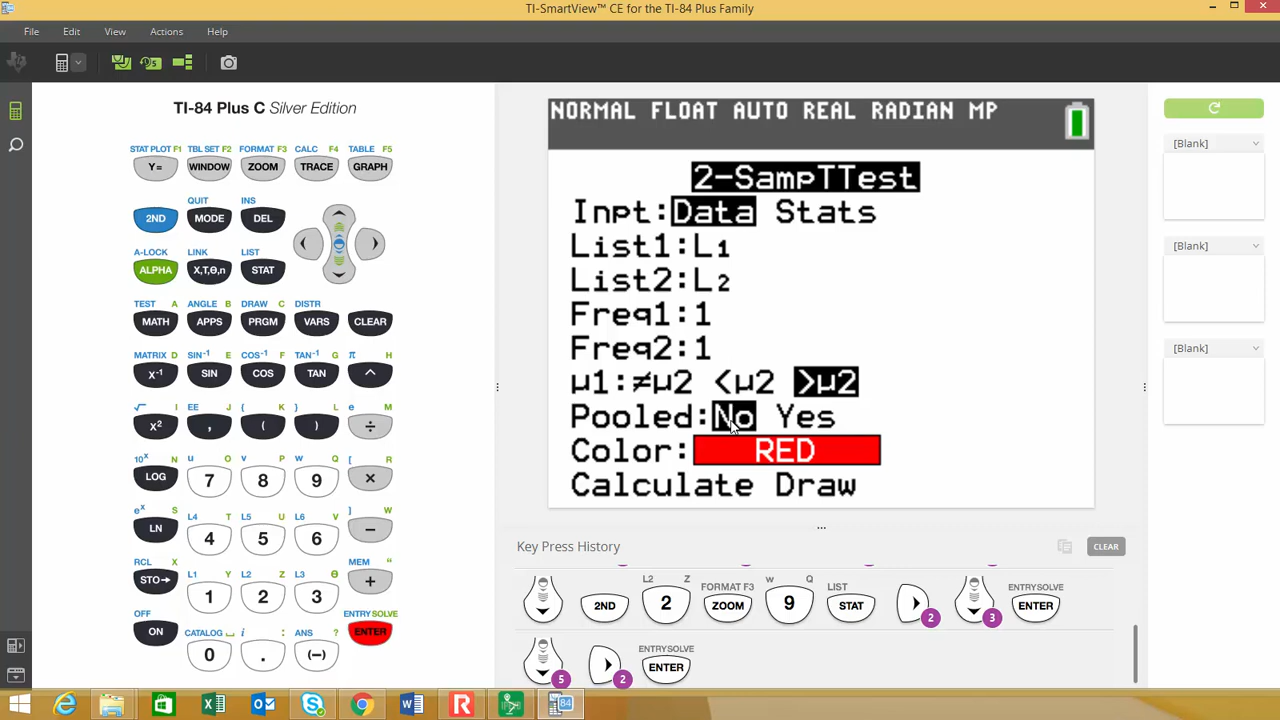 TI-SmartView™ CE for the TI-84 Plus Family
File Edit View Actions Help
TI-84 Plus C Silver Edition
STAT PLOT F1 TBL SET F2 FORMAT F3 CALC F4 TABLE F5
Y= WINDOW ZOOM TRACE GRAPH
QUIT INS
2ND MODE DEL
A-LOCK LINK LIST
ALPHA X,T,Θ,n STAT
TEST A ANGLE B DRAW C DISTR
MATH APPS PRGM VARS CLEAR
MATRIX D SIN⁻¹ E COS⁻¹ F TAN⁻¹ G π H
x⁻¹ SIN COS TAN ^
√ I EE J { K } L e M
x² , ( ) ÷
10ˣ N u O v P w Q [ R
LOG 7 8 9 ×
eˣ S L4 T L5 U L6 V ] W
LN 4 5 6 −
RCL X L1 Y L2 Z L3 Θ MEM "
STO→ 1 2 3 +
OFF CATALOG ␣ i : ANS ? ENTRY SOLVE
ON 0 . (−) ENTER
NORMAL FLOAT AUTO REAL RADIAN MP
2-SampTTest
Inpt:Data Stats
List1:L₁
List2:L₂
Freq1:1
Freq2:1
μ1:≠μ2 <μ2 >μ2
Pooled:No Yes
Color: RED
Calculate Draw
Key Press History
CLEAR
L2 Z FORMAT F3 w Q LIST ENTRY SOLVE
2ND 2 ZOOM 9 STAT 2 3 ENTER
ENTRY SOLVE
5 2 ENTER
[Blank]
[Blank]
[Blank]
84